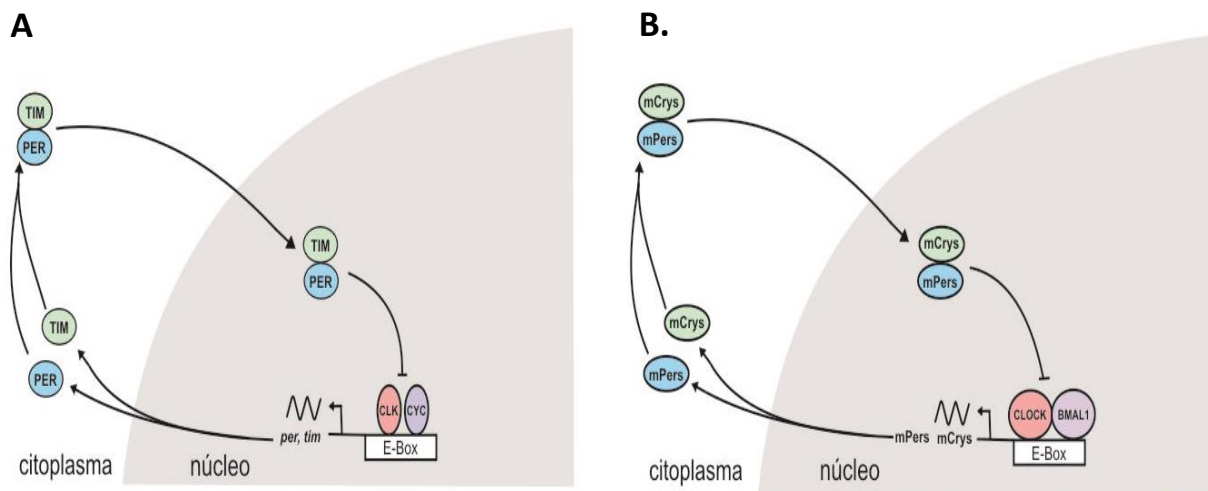 A
TIM
PER
TIM
PER
TIM
PER
CLK CYC
per, tim
E-Box
citoplasma núcleo
B.
mCrys
mPers
mCrys
mPers
mCrys
mPers
CLOCK BMAL1
mPers mCrys
E-Box
citoplasma núcleo